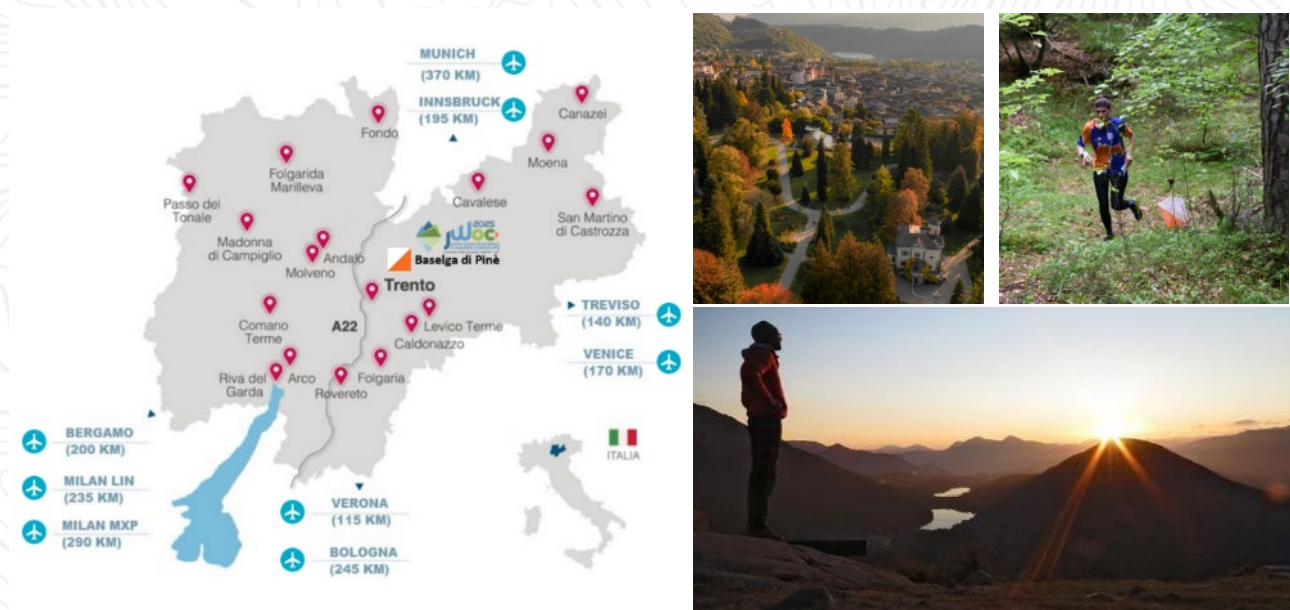 MUNICH
(370 KM)
INNSBRUCK
(195 KM)
Canazei
Fondo
Moena
Folgarida
Marilleva
Passo del
Tonale
Cavalese
San Martino
di Castrozza
Madonna
di Campiglio
Andalo
Molveno
2025
JWOC
Baselga di Pinè
Trento
TREVISO
(140 KM)
Comano
Terme
A22
Levico Terme
Caldonazzo
VENICE
(170 KM)
Riva del
Garda
Arco
Rovereto
Folgaria
BERGAMO
(200 KM)
ITALIA
MILAN LIN
(235 KM)
VERONA
(115 KM)
MILAN MXP
(290 KM)
BOLOGNA
(245 KM)